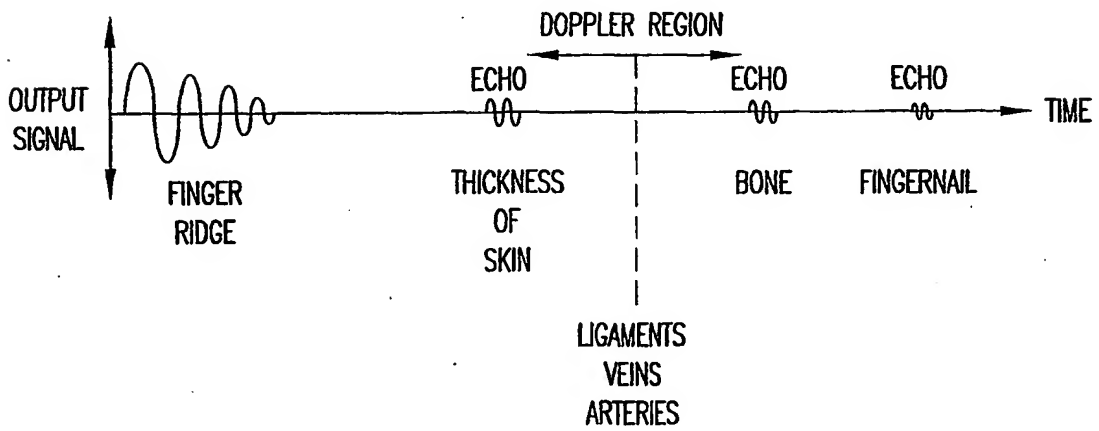 DOPPLER REGION
ECHO
ECHO
ECHO
OUTPUT
SIGNAL
TIME
FINGER
RIDGE
THICKNESS
OF
SKIN
BONE
FINGERNAIL
LIGAMENTS
VEINS
ARTERIES